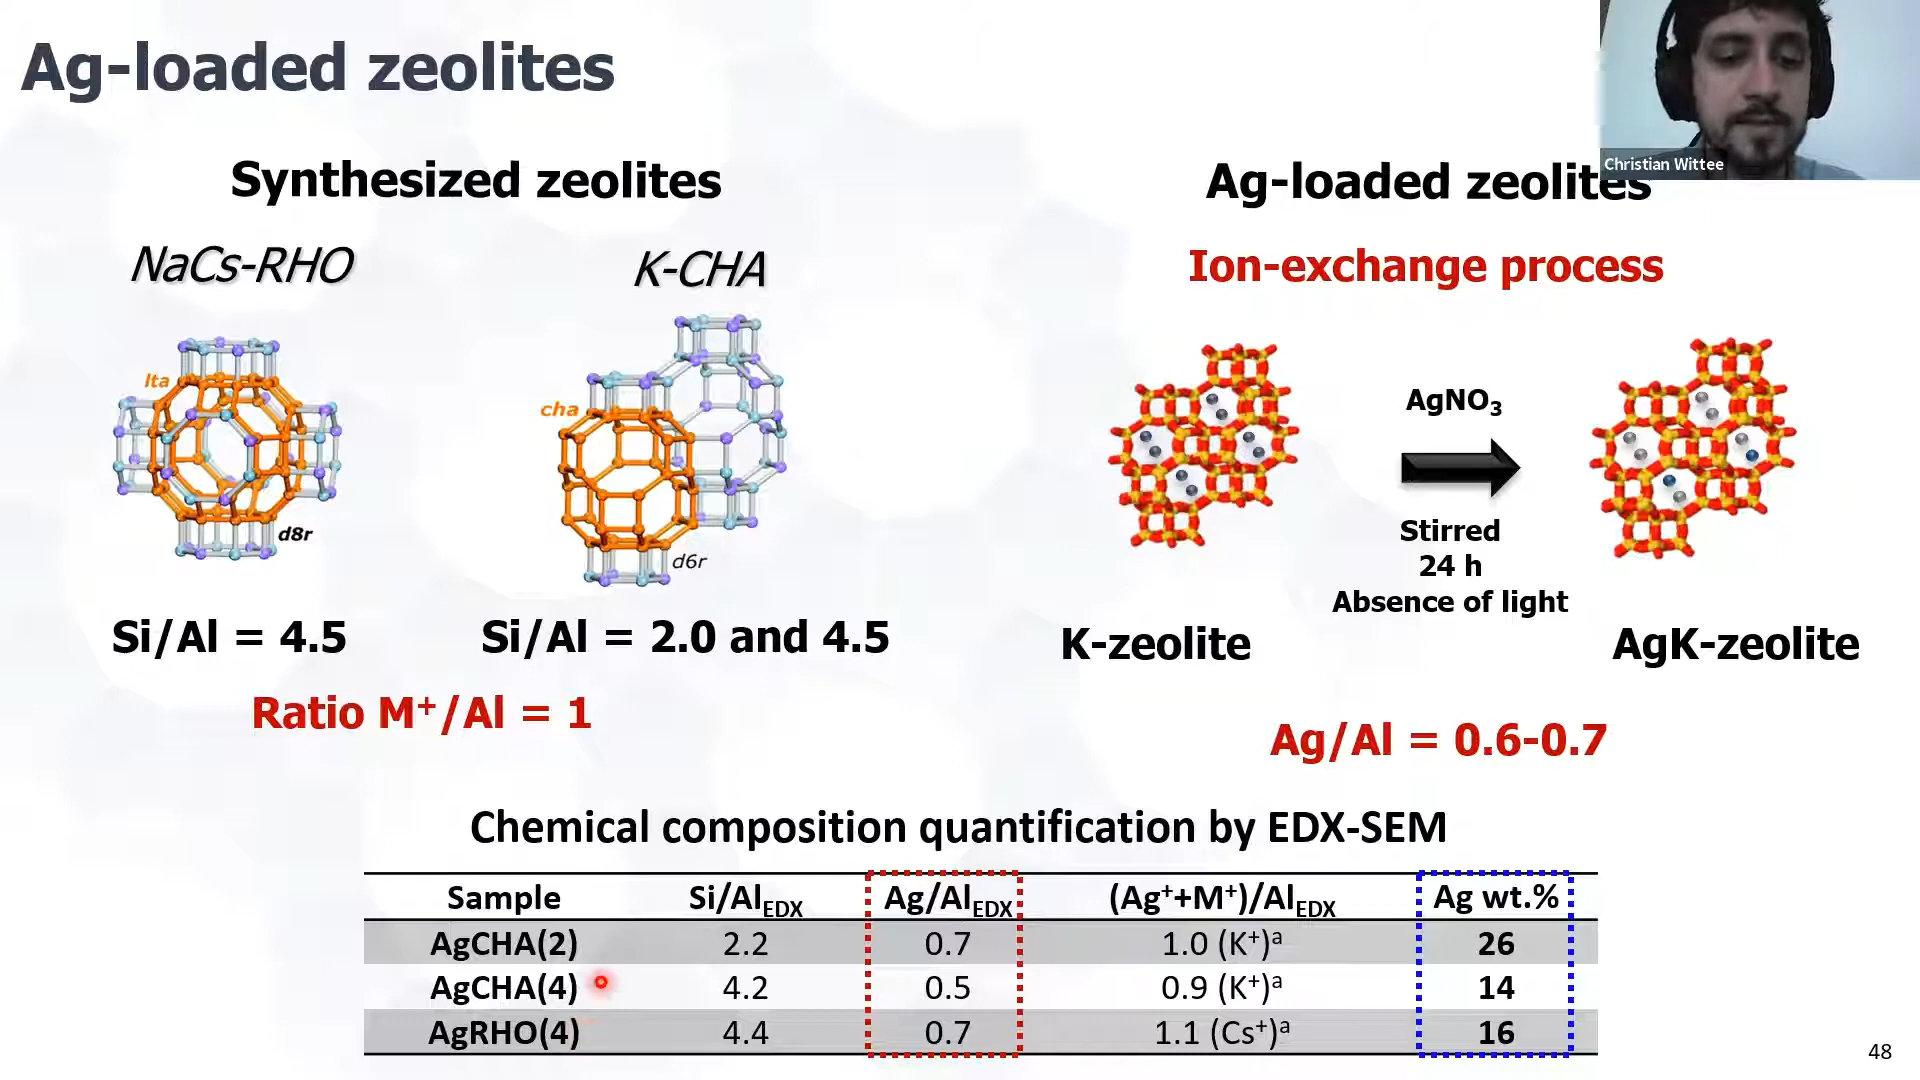 Ag-loaded zeolites
Christian Wittee
Synthesized zeolites
NaCs-RHO
K-CHA
lta
d8r
cha
d6r
Si/Al = 4.5
Si/Al = 2.0 and 4.5
Ratio M⁺/Al = 1
Ag-loaded zeolites
Ion-exchange process
AgNO₃
Stirred
24 h
Absence of light
K-zeolite
AgK-zeolite
Ag/Al = 0.6-0.7
Chemical composition quantification by EDX-SEM
Sample Si/Al_EDX Ag/Al_EDX (Ag⁺+M⁺)/Al_EDX Ag wt.%
AgCHA(2) 2.2 0.7 1.0 (K⁺)ᵃ 26
AgCHA(4) 4.2 0.5 0.9 (K⁺)ᵃ 14
AgRHO(4) 4.4 0.7 1.1 (Cs⁺)ᵃ 16
48